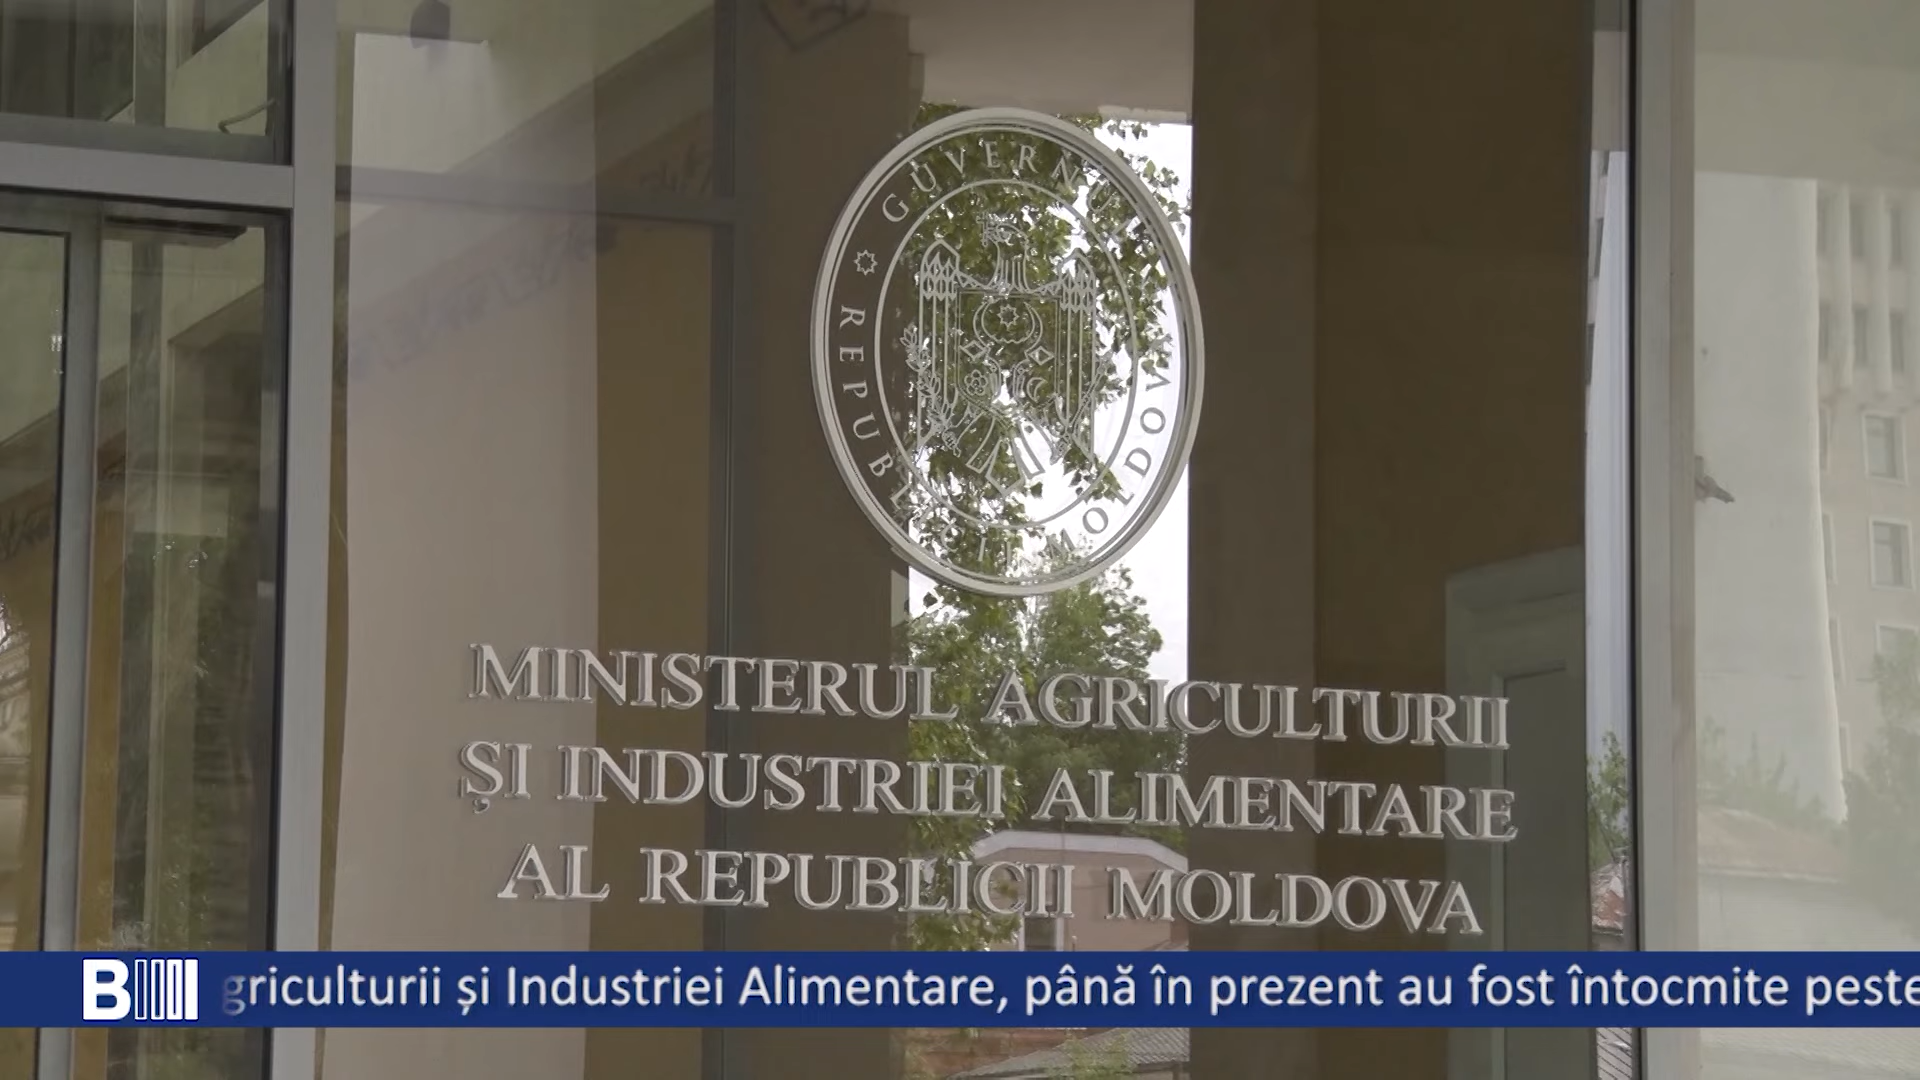 GUVERNUL
REPUBLICII MOLDOVA
MINISTERUL AGRICULTURII
ȘI INDUSTRIEI ALIMENTARE
AL REPUBLICII MOLDOVA
B griculturii și Industriei Alimentare, până în prezent au fost întocmite peste